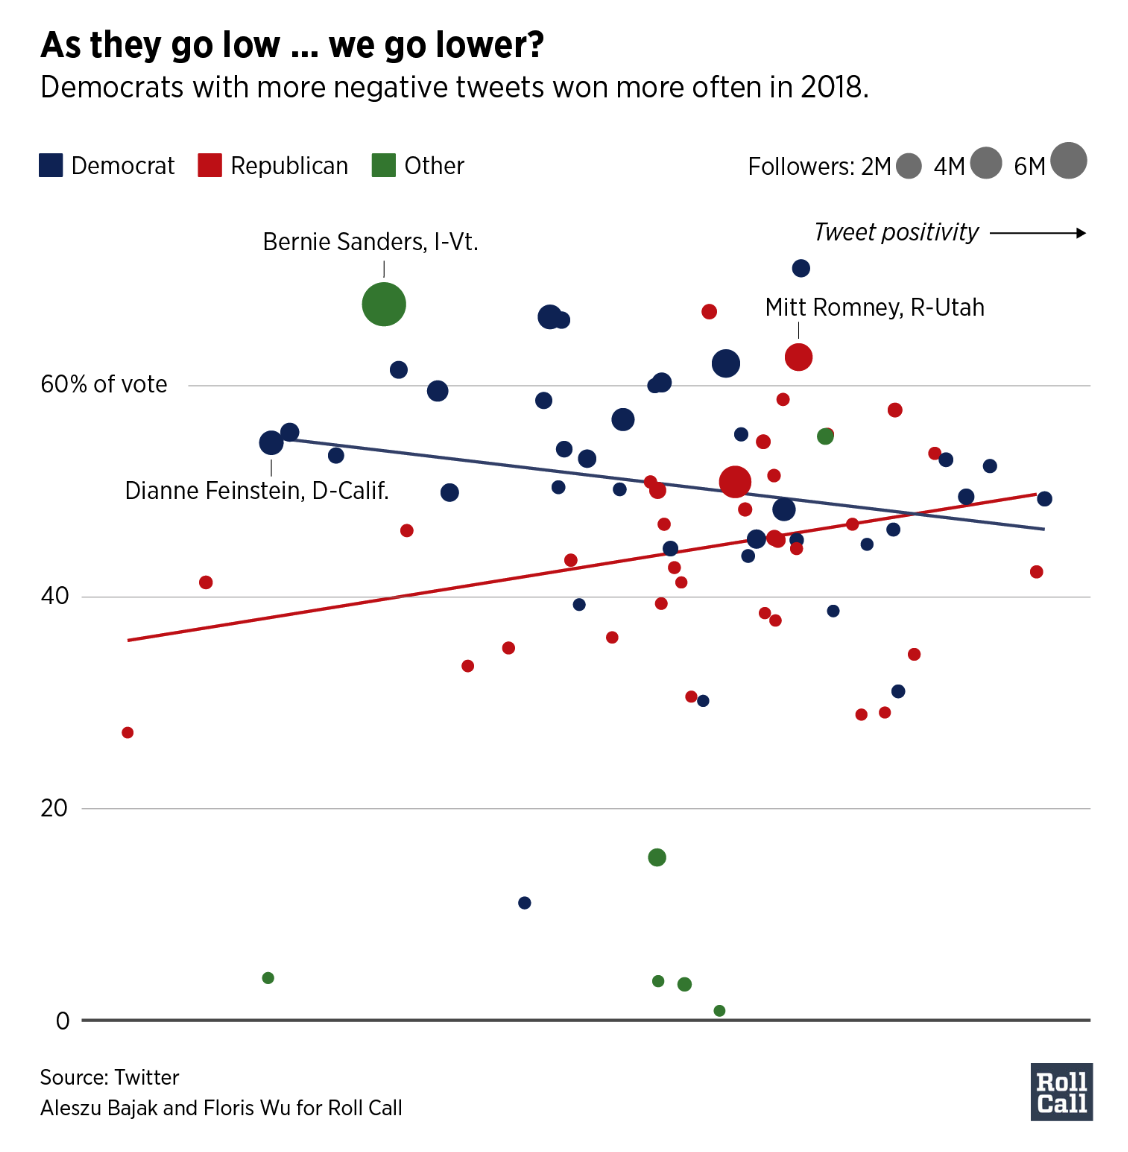 As they go low ... we go lower?
Democrats with more negative tweets won more often in 2018.
Democrat Republican Other
Followers: 2M 4M 6M
Tweet positivity
Bernie Sanders, I-Vt.
Mitt Romney, R-Utah
60% of vote
Dianne Feinstein, D-Calif.
40
20
0
Source: Twitter
Aleszu Bajak and Floris Wu for Roll Call
Roll
Call